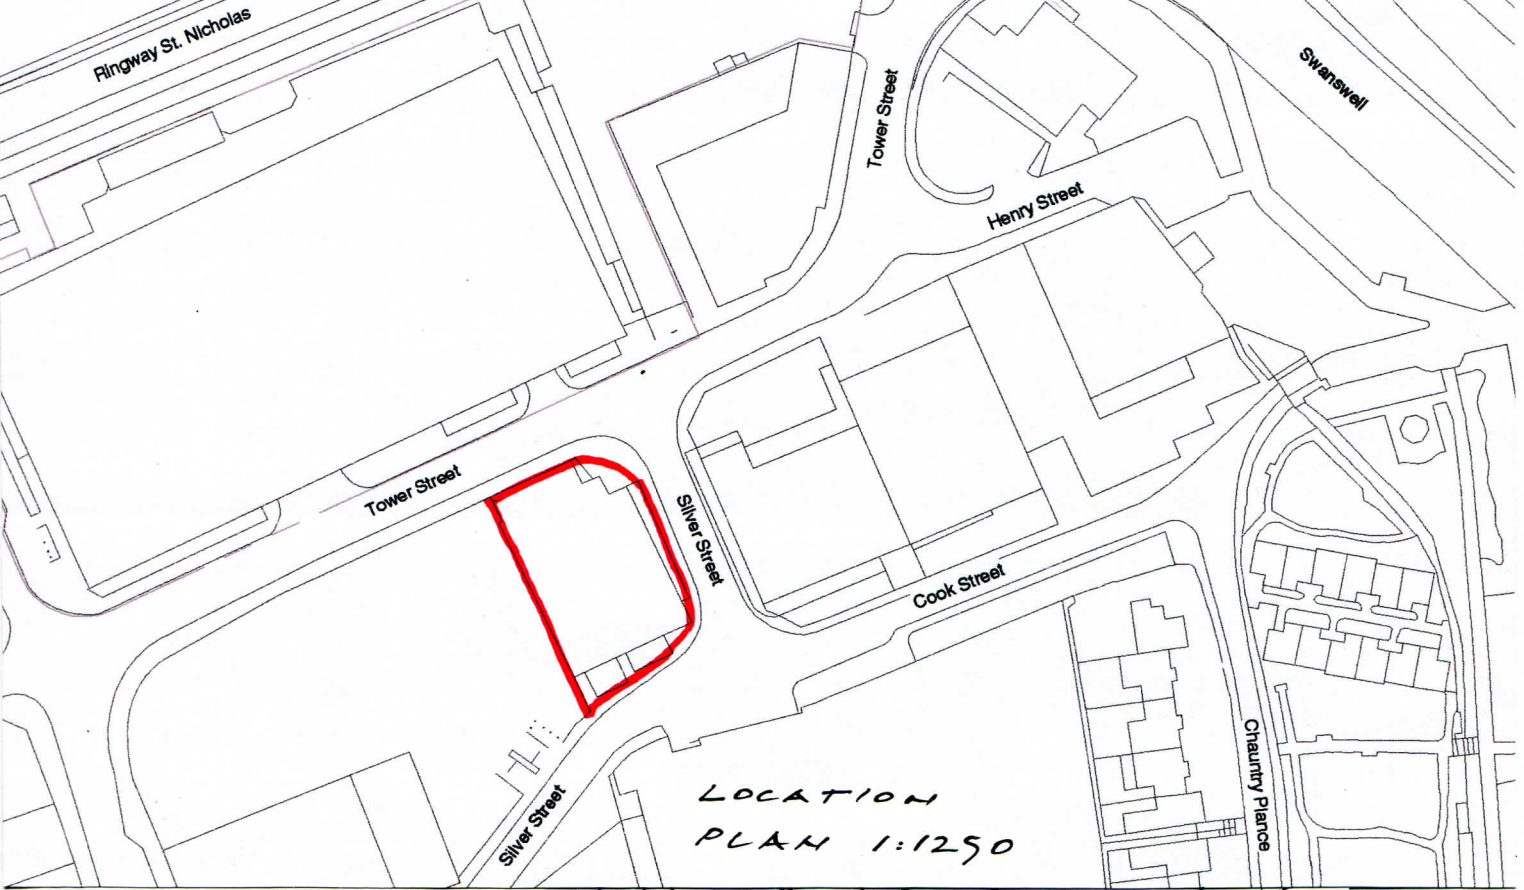 Ringway St. Nicholas
Swanswell
Tower Street
Henry Street
Tower Street
Silver Street
Cook Street
Chauntry Plance
Silver Street
LOCATION
PLAN 1:1250